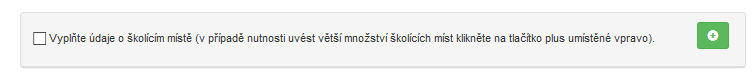 Vyplňte údaje o školícím místě (v případě nutnosti uvést větší množství školících míst klikněte na tlačítko plus umístěné vpravo).